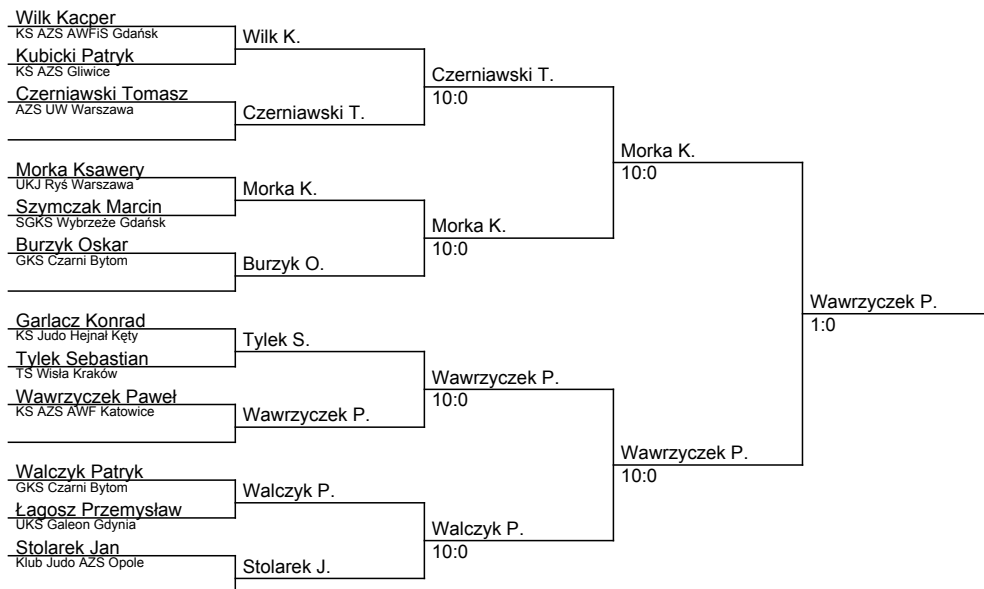 Wilk Kacper
KS AZS AWFiS Gdańsk
Kubicki Patryk
KS AZS Gliwice
Czerniawski Tomasz
AZS UW Warszawa
Morka Ksawery
UKJ Ryś Warszawa
Szymczak Marcin
SGKS Wybrzeże Gdańsk
Burzyk Oskar
GKS Czarni Bytom
Garlacz Konrad
KS Judo Hejnał Kęty
Tylek Sebastian
TS Wisła Kraków
Wawrzyczek Paweł
KS AZS AWF Katowice
Walczyk Patryk
GKS Czarni Bytom
Łagosz Przemysław
UKS Galeon Gdynia
Stolarek Jan
Klub Judo AZS Opole
Wilk K.
Czerniawski T.
Morka K.
Burzyk O.
Tylek S.
Wawrzyczek P.
Walczyk P.
Stolarek J.
Czerniawski T.
10:0
Morka K.
10:0
Wawrzyczek P.
10:0
Walczyk P.
10:0
Morka K.
10:0
Wawrzyczek P.
10:0
Wawrzyczek P.
1:0